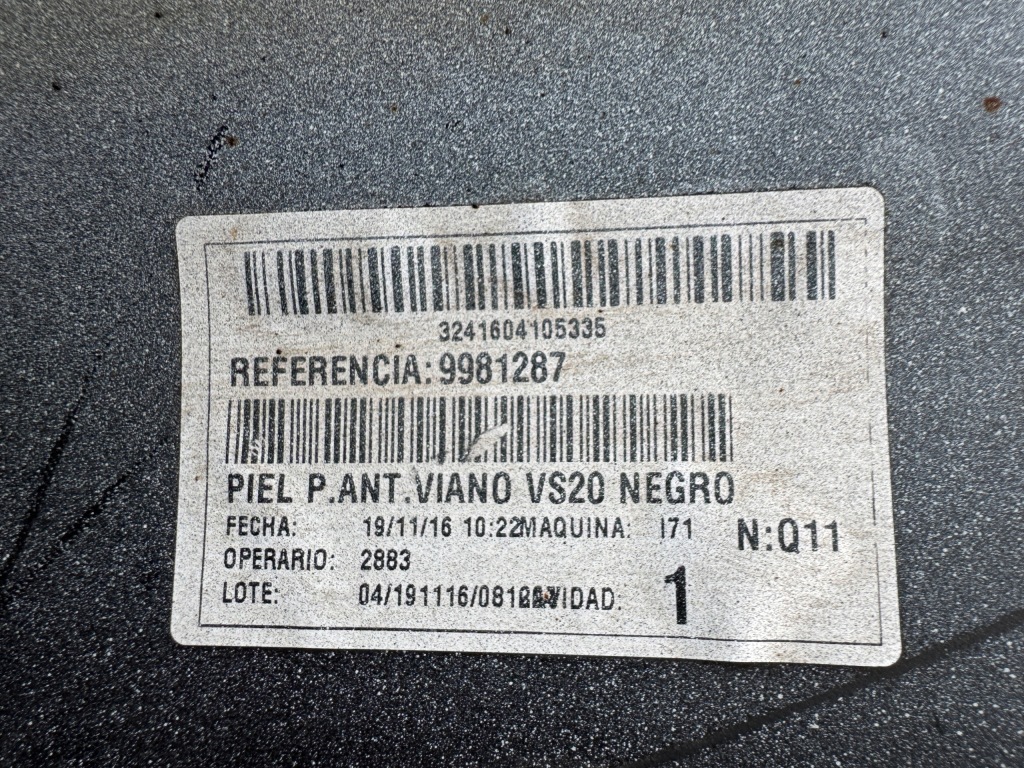 3241604105335
REFERENCIA: 9981287
PIEL P.ANT.VIANO VS20 NEGRO
FECHA: 19/11/16 10:22 MAQUINA: I71 N:Q11
OPERARIO: 2883
LOTE: 04/191116/081 VIDAD: 1